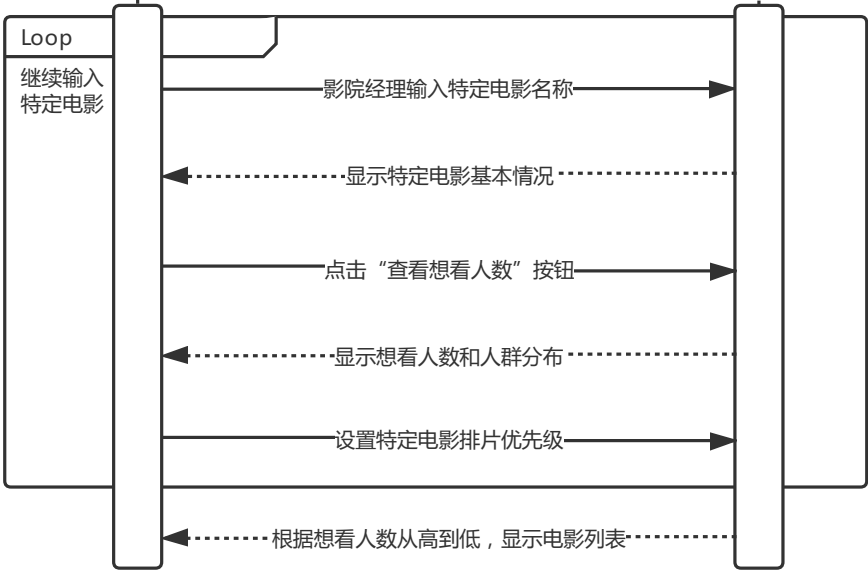 Loop
继续输入
特定电影
影院经理输入特定电影名称
显示特定电影基本情况
点击“查看想看人数”按钮
显示想看人数和人群分布
设置特定电影排片优先级
根据想看人数从高到低，显示电影列表